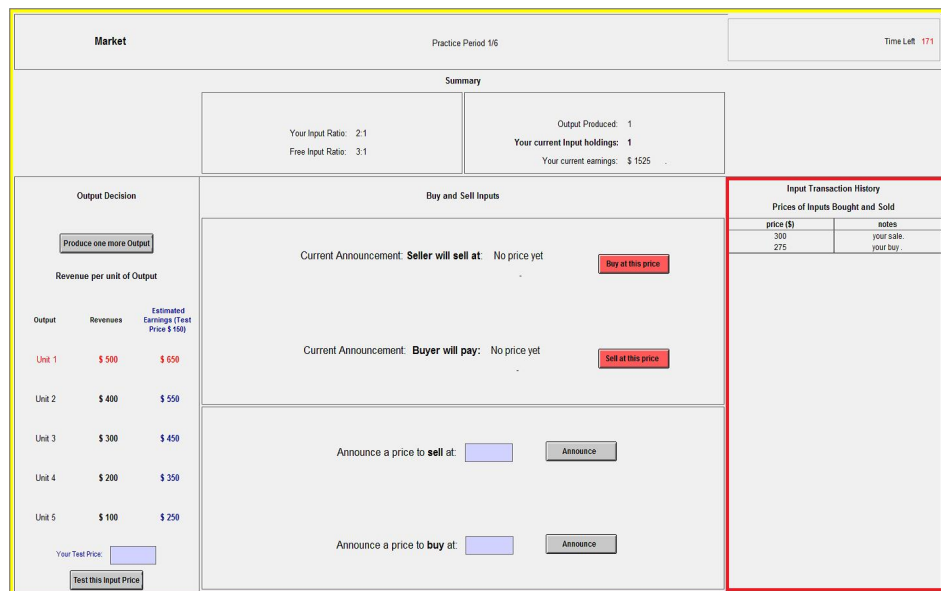 Market
Practice Period 1/6
Time Left 171
Summary
Your Input Ratio: 2:1
Free Input Ratio: 3:1
Output Produced: 1
Your current Input holdings: 1
Your current earnings: $ 1525 .
Output Decision
Produce one more Output
Revenue per unit of Output
Output Revenues Estimated Earnings (Test Price $ 150)
Unit 1 $ 500 $ 650
Unit 2 $ 400 $ 550
Unit 3 $ 300 $ 450
Unit 4 $ 200 $ 350
Unit 5 $ 100 $ 250
Your Test Price:
Test this Input Price
Buy and Sell Inputs
Current Announcement: Seller will sell at: No price yet
-
Buy at this price
Current Announcement: Buyer will pay: No price yet
-
Sell at this price
Announce a price to sell at: Announce
Announce a price to buy at: Announce
Input Transaction History
Prices of Inputs Bought and Sold
price ($) notes
300 your sale.
275 your buy .